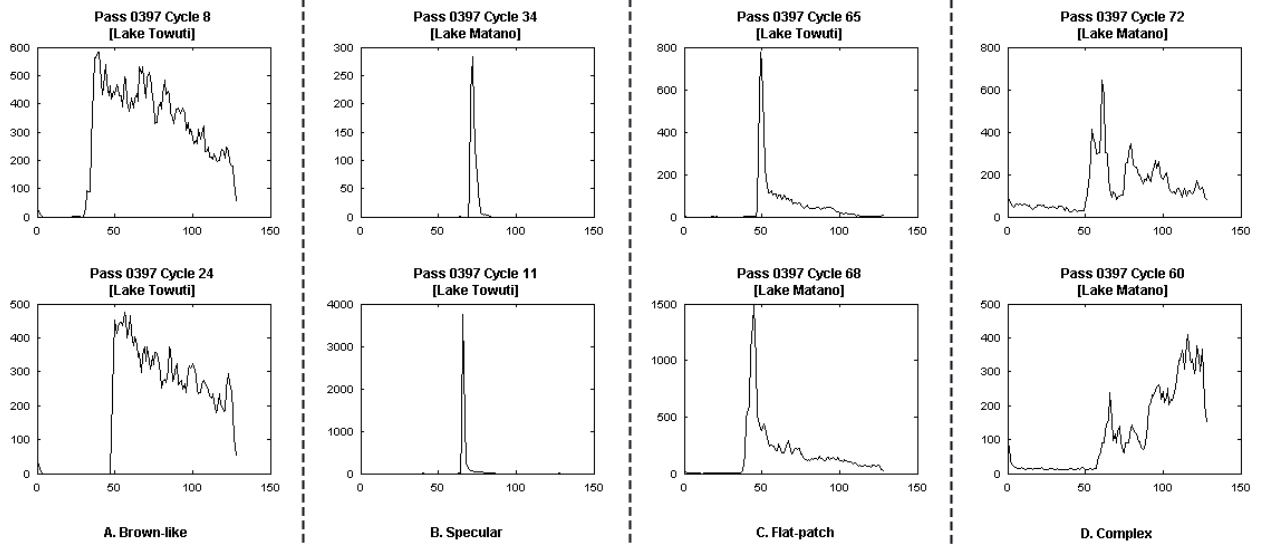 Pass 0397 Cycle 8
[Lake Towuti]
600
500
400
300
200
100
0
0 50 100 150
Pass 0397 Cycle 34
[Lake Matano]
300
250
200
150
100
50
0
0 50 100 150
Pass 0397 Cycle 65
[Lake Towuti]
800
600
400
200
0
0 50 100 150
Pass 0397 Cycle 72
[Lake Matano]
800
600
400
200
0
0 50 100 150
Pass 0397 Cycle 24
[Lake Towuti]
500
400
300
200
100
0
0 50 100 150
Pass 0397 Cycle 11
[Lake Towuti]
4000
3000
2000
1000
0
0 50 100 150
Pass 0397 Cycle 68
[Lake Matano]
1500
1000
500
0
0 50 100 150
Pass 0397 Cycle 60
[Lake Matano]
500
400
300
200
100
0
0 50 100 150
A. Brown-like
B. Specular
C. Flat-patch
D. Complex